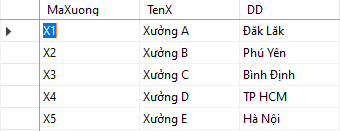 MaXuong TenX DD
X1 Xưởng A Đăk Lăk
X2 Xưởng B Phú Yên
X3 Xưởng C Bình Định
X4 Xưởng D TP HCM
X5 Xưởng E Hà Nội